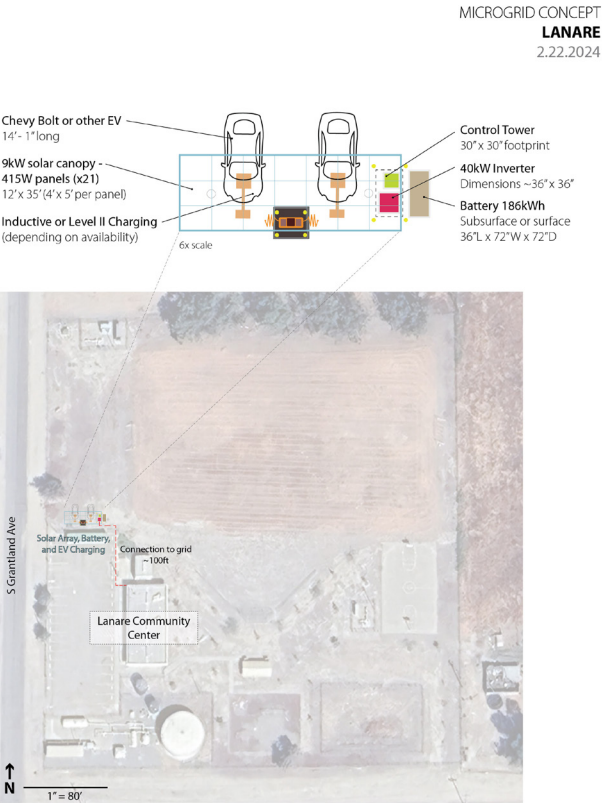 MICROGRID CONCEPT
LANARE
2.22.2024
Chevy Bolt or other EV
14'- 1" long
9kW solar canopy -
415W panels (x21)
12' x 35' (4' x 5' per panel)
Inductive or Level II Charging
(depending on availability)
Control Tower
30" x 30" footprint
40kW Inverter
Dimensions ~36" x 36"
Battery 186kWh
Subsurface or surface
36"L x 72"W x 72"D
6x scale
S Grantland Ave
Solar Array, Battery,
and EV Charging
Connection to grid
~100ft
Lanare Community
Center
N
1" = 80'